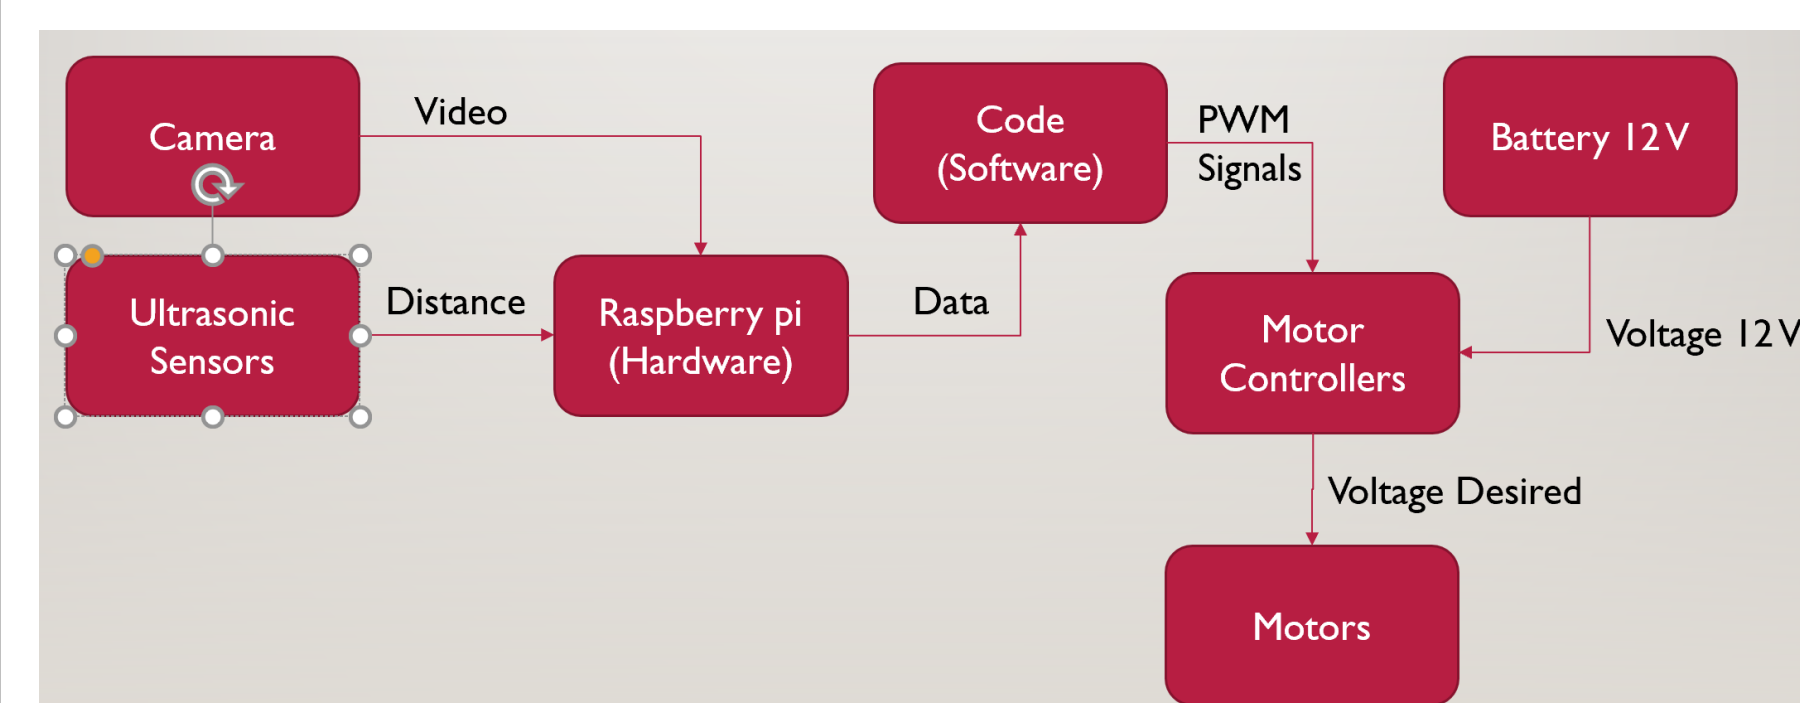 Camera
Video
Code
(Software)
PWM
Signals
Battery 12V
Ultrasonic
Sensors
Distance
Raspberry pi
(Hardware)
Data
Motor
Controllers
Voltage 12V
Voltage Desired
Motors